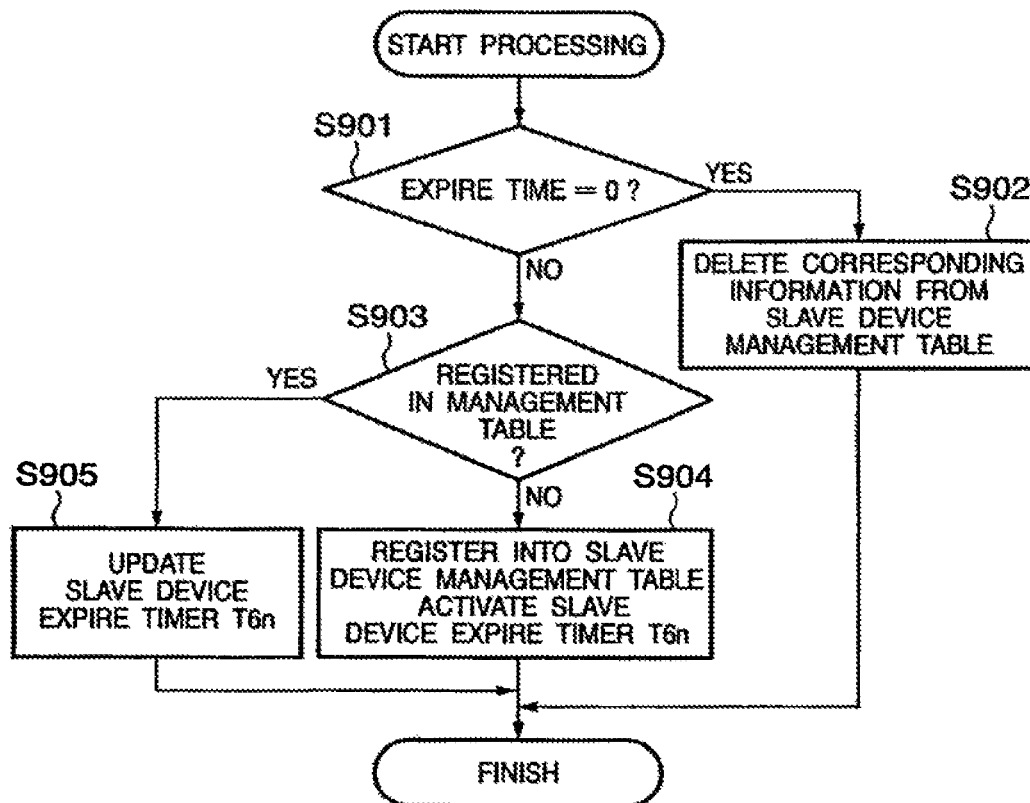 START PROCESSING
S901
EXPIRE TIME = 0 ?
YES
S902
NO
DELETE CORRESPONDING
INFORMATION FROM
SLAVE DEVICE
MANAGEMENT TABLE
S903
YES
REGISTERED
IN MANAGEMENT
TABLE
?
S905
NO
S904
UPDATE
SLAVE DEVICE
EXPIRE TIMER T6n
REGISTER INTO SLAVE
DEVICE MANAGEMENT TABLE
ACTIVATE SLAVE
DEVICE EXPIRE TIMER T6n
FINISH